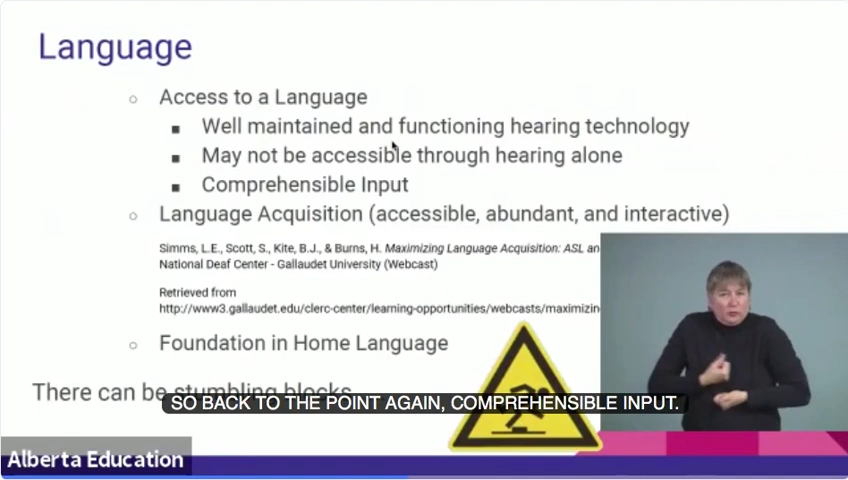 Language
Access to a Language
Well maintained and functioning hearing technology
May not be accessible through hearing alone
Comprehensible Input
Language Acquisition (accessible, abundant, and interactive)
Simms, L.E., Scott, S., Kite, B.J., & Burns, H. Maximizing Language Acquisition: ASL
National Deaf Center - Gallaudet University (Webcast)
Retrieved from
http://www3.gallaudet.edu/clerc-center/learning-opportunities/webcasts/maximizin
Foundation in Home Language
There can be stumbling blocks
SO BACK TO THE POINT AGAIN, COMPREHENSIBLE INPUT.
Alberta Education